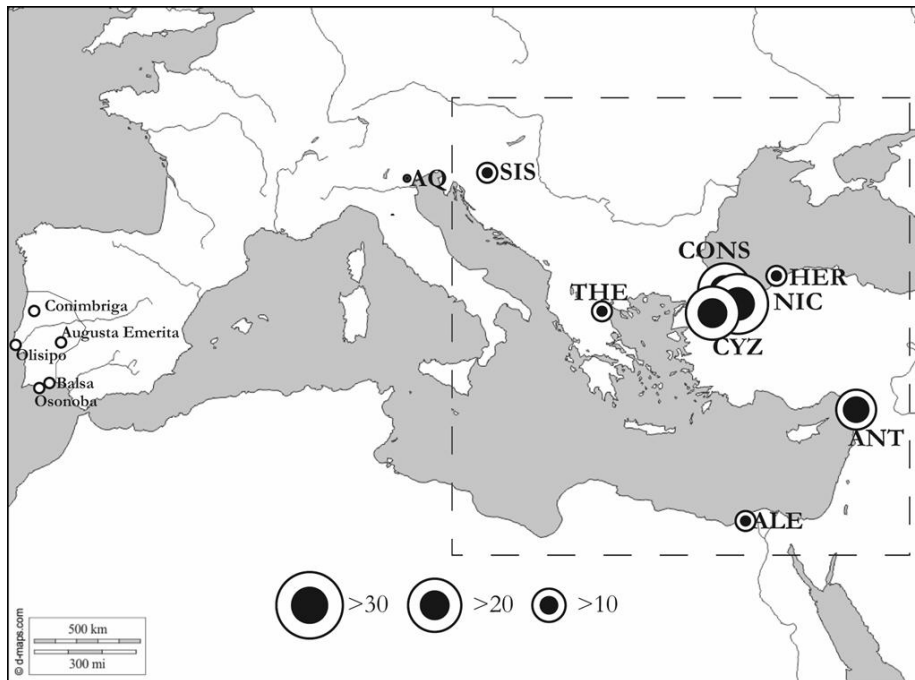 AQ
SIS
CONS
HER
THE
NIC
Conimbriga
Augusta Emerita
Olisipo
CYZ
Balsa
Osonoba
ANT
ALE
>30
>20
>10
500 km
300 mi
© d-maps.com